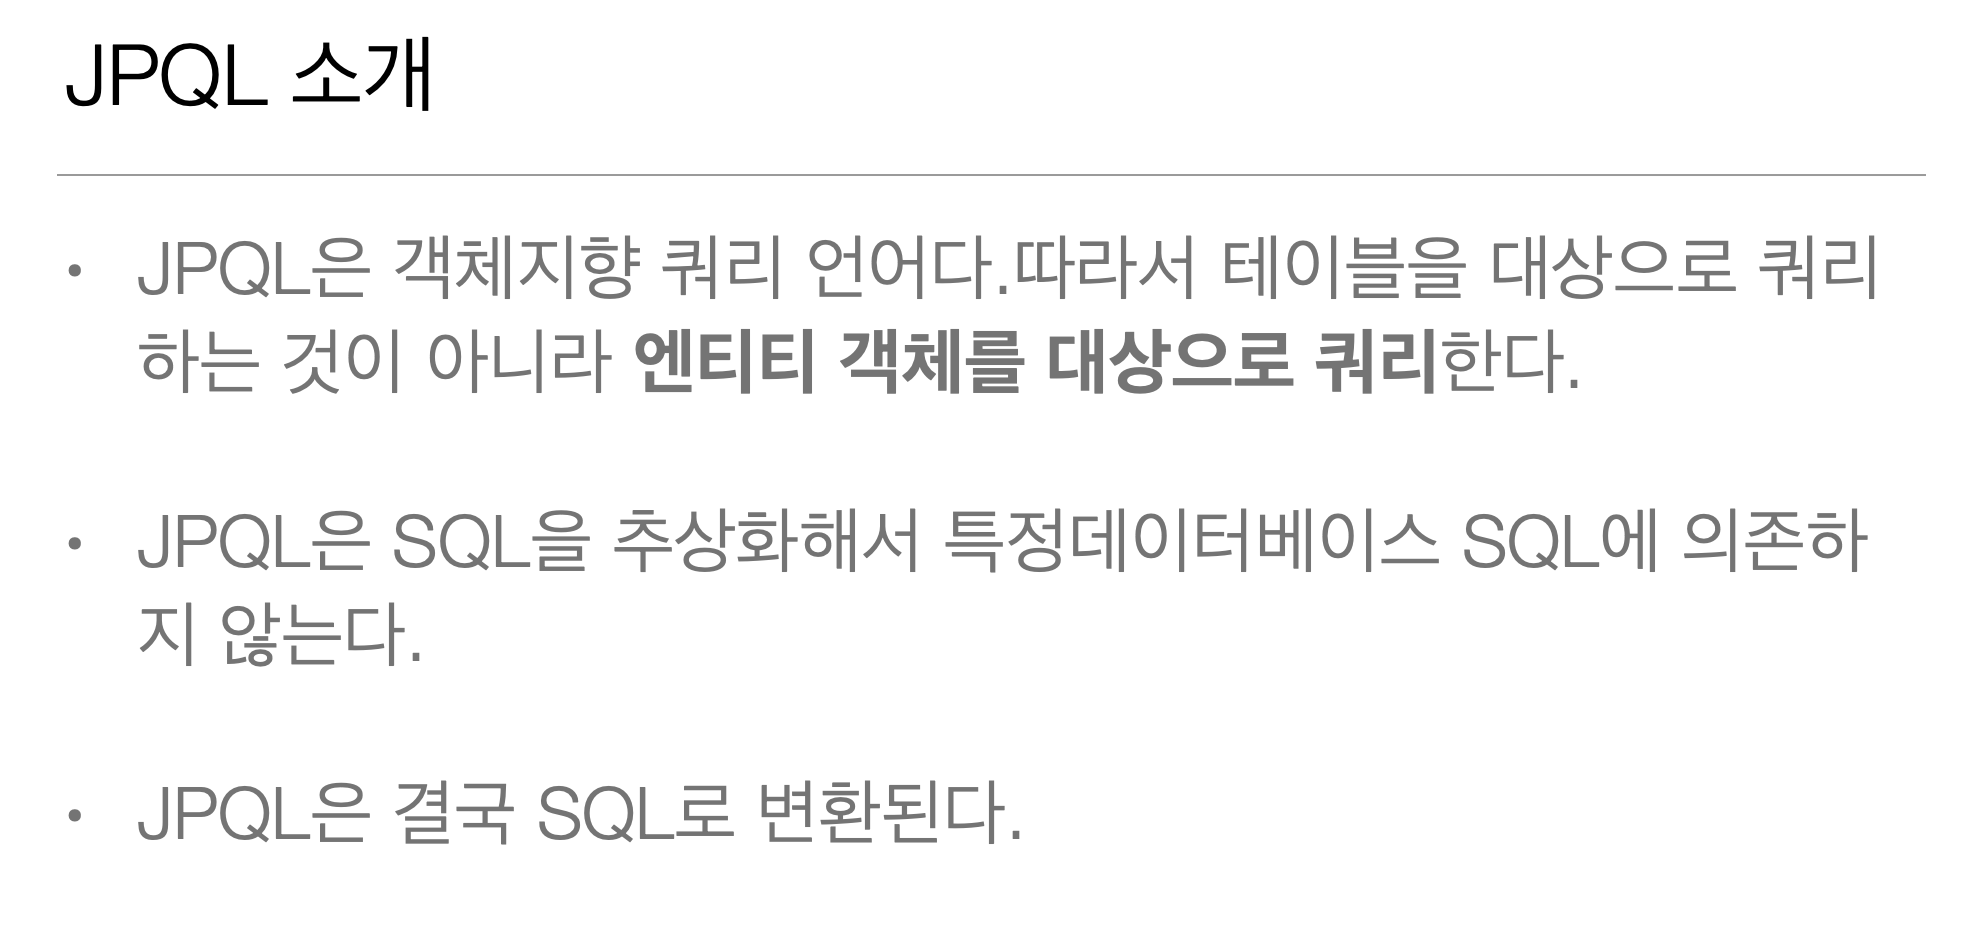 JPQL 소개
• JPQL은 객체지향 쿼리 언어다.따라서 테이블을 대상으로 쿼리
하는 것이 아니라 엔티티 객체를 대상으로 쿼리한다.
• JPQL은 SQL을 추상화해서 특정데이터베이스 SQL에 의존하
지 않는다.
• JPQL은 결국 SQL로 변환된다.